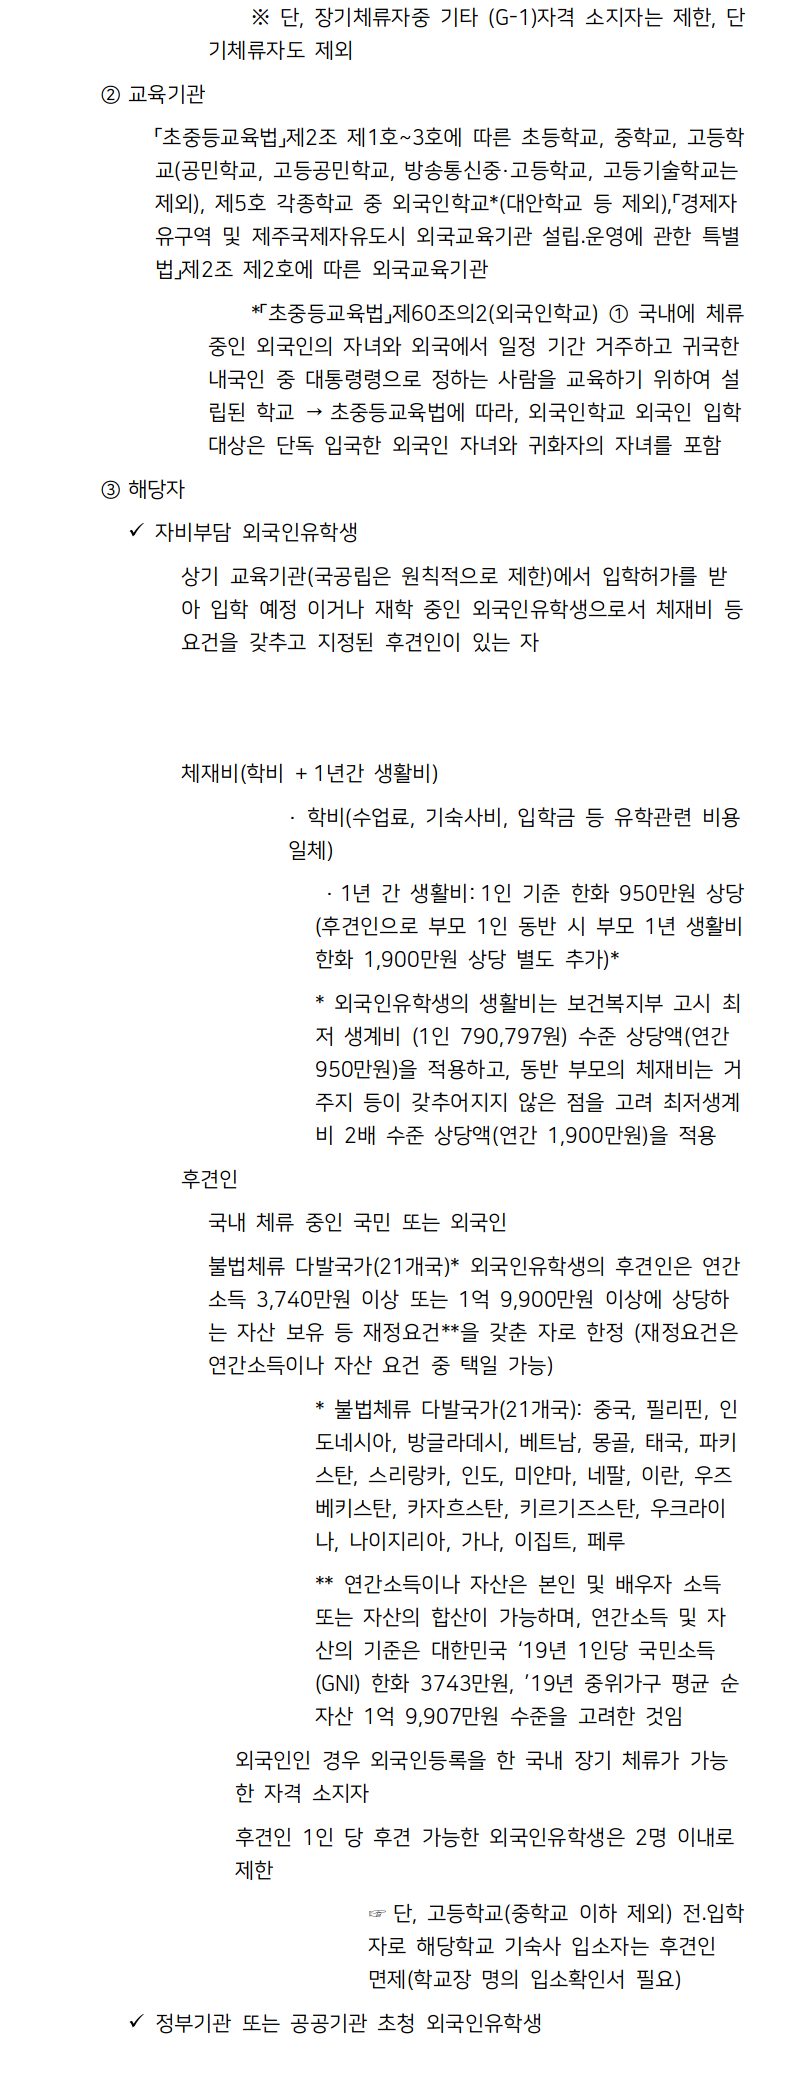 ※ 단, 장기체류자중 기타 (G-1)자격 소지자는 제한, 단
기체류자도 제외
② 교육기관
「초중등교육법」제2조 제1호~3호에 따른 초등학교, 중학교, 고등학
교(공민학교, 고등공민학교, 방송통신중·고등학교, 고등기술학교는
제외), 제5호 각종학교 중 외국인학교*(대안학교 등 제외),「경제자
유구역 및 제주국제자유도시 외국교육기관 설립.운영에 관한 특별
법」제2조 제2호에 따른 외국교육기관
*「초중등교육법」제60조의2(외국인학교) ① 국내에 체류
중인 외국인의 자녀와 외국에서 일정 기간 거주하고 귀국한
내국인 중 대통령령으로 정하는 사람을 교육하기 위하여 설
립된 학교 → 초중등교육법에 따라, 외국인학교 외국인 입학
대상은 단독 입국한 외국인 자녀와 귀화자의 자녀를 포함
③ 해당자
✓ 자비부담 외국인유학생
상기 교육기관(국공립은 원칙적으로 제한)에서 입학허가를 받
아 입학 예정 이거나 재학 중인 외국인유학생으로서 체재비 등
요건을 갖추고 지정된 후견인이 있는 자
체재비(학비 + 1년간 생활비)
· 학비(수업료, 기숙사비, 입학금 등 유학관련 비용
일체)
· 1년 간 생활비: 1인 기준 한화 950만원 상당
(후견인으로 부모 1인 동반 시 부모 1년 생활비
한화 1,900만원 상당 별도 추가)*
* 외국인유학생의 생활비는 보건복지부 고시 최
저 생계비 (1인 790,797원) 수준 상당액(연간
950만원)을 적용하고, 동반 부모의 체재비는 거
주지 등이 갖추어지지 않은 점을 고려 최저생계
비 2배 수준 상당액(연간 1,900만원)을 적용
후견인
국내 체류 중인 국민 또는 외국인
불법체류 다발국가(21개국)* 외국인유학생의 후견인은 연간
소득 3,740만원 이상 또는 1억 9,900만원 이상에 상당하
는 자산 보유 등 재정요건**을 갖춘 자로 한정 (재정요건은
연간소득이나 자산 요건 중 택일 가능)
* 불법체류 다발국가(21개국): 중국, 필리핀, 인
도네시아, 방글라데시, 베트남, 몽골, 태국, 파키
스탄, 스리랑카, 인도, 미얀마, 네팔, 이란, 우즈
베키스탄, 카자흐스탄, 키르기즈스탄, 우크라이
나, 나이지리아, 가나, 이집트, 페루
** 연간소득이나 자산은 본인 및 배우자 소득
또는 자산의 합산이 가능하며, 연간소득 및 자
산의 기준은 대한민국 ‘19년 1인당 국민소득
(GNI) 한화 3743만원, ’19년 중위가구 평균 순
자산 1억 9,907만원 수준을 고려한 것임
외국인인 경우 외국인등록을 한 국내 장기 체류가 가능
한 자격 소지자
후견인 1인 당 후견 가능한 외국인유학생은 2명 이내로
제한
☞ 단, 고등학교(중학교 이하 제외) 전.입학
자로 해당학교 기숙사 입소자는 후견인
면제(학교장 명의 입소확인서 필요)
✓ 정부기관 또는 공공기관 초청 외국인유학생